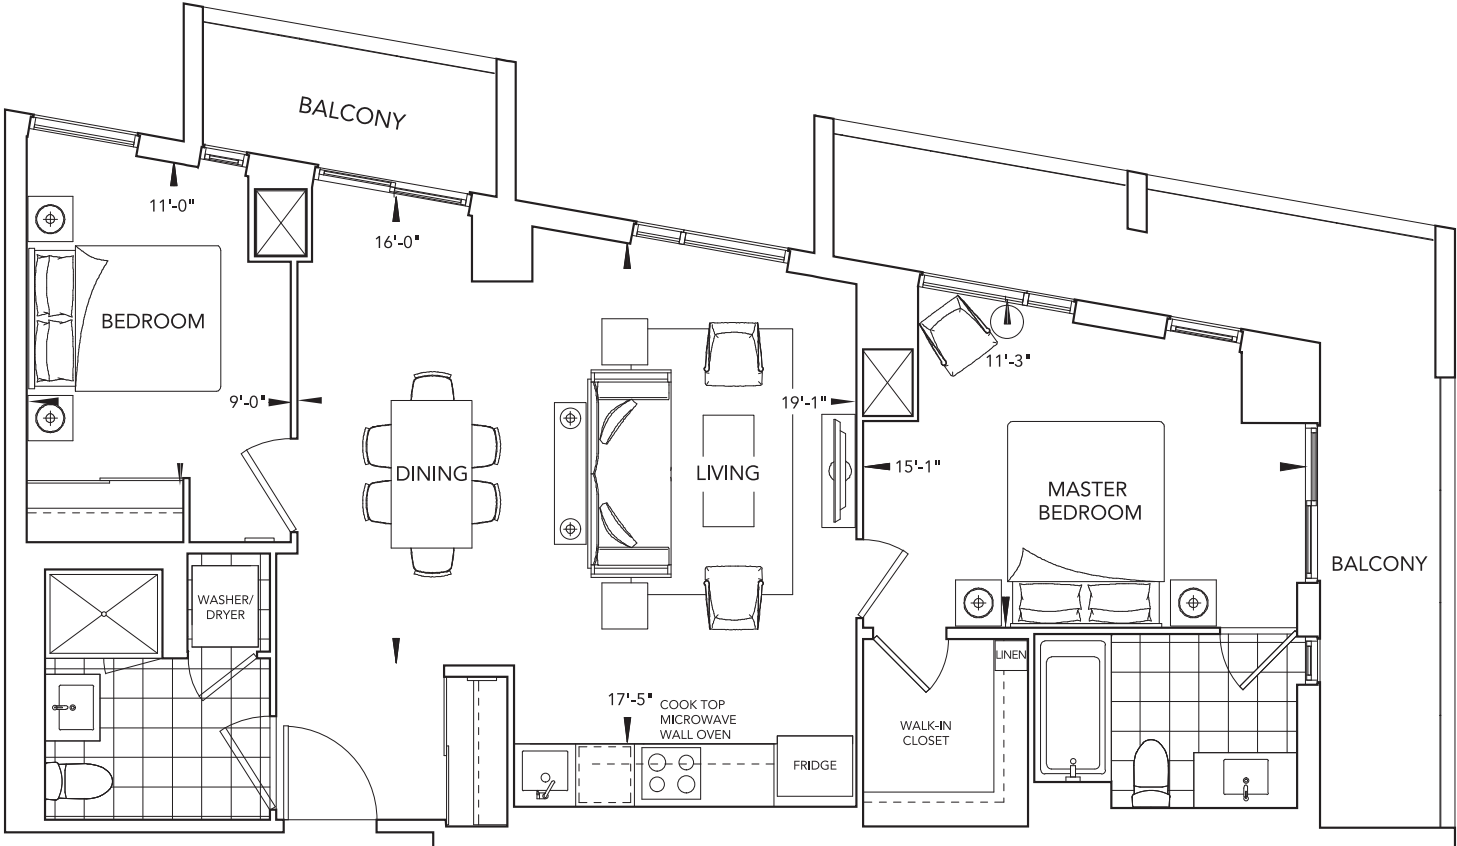 BALCONY
11'-0"
16'-0"
BEDROOM
9'-0"
11'-3"
19'-1"
DINING
LIVING
15'-1"
MASTER
BEDROOM
BALCONY
WASHER/
DRYER
LINEN
17'-5"
COOK TOP
MICROWAVE
WALL OVEN
WALK-IN
CLOSET
FRIDGE